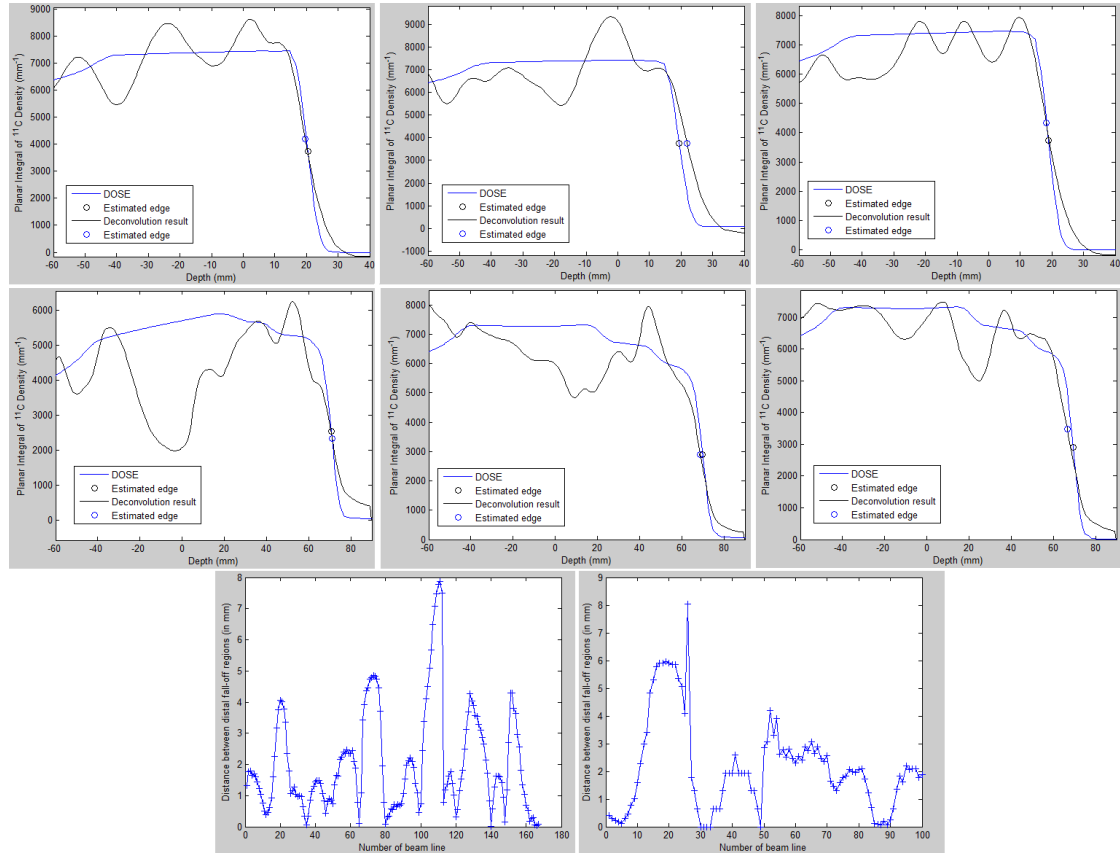 Planar Integral of ¹¹C Density (mm⁻¹)
9000
8000
7000
6000
5000
4000
3000
2000
1000
0
DOSE
Estimated edge
Deconvolution result
Estimated edge
-60 -50 -40 -30 -20 -10 0 10 20 30 40
Depth (mm)
Planar Integral of ¹¹C Density (mm⁻¹)
9000
8000
7000
6000
5000
4000
3000
2000
1000
0
-1000
DOSE
Estimated edge
Deconvolution result
Estimated edge
-60 -50 -40 -30 -20 -10 0 10 20 30 40
Depth (mm)
Planar Integral of ¹¹C Density (mm⁻¹)
8000
7000
6000
5000
4000
3000
2000
1000
0
DOSE
Estimated edge
Deconvolution result
Estimated edge
-60 -50 -40 -30 -20 -10 0 10 20 30 40
Depth (mm)
Planar Integral of ¹¹C Density (mm⁻¹)
6000
5000
4000
3000
2000
1000
0
DOSE
Estimated edge
Deconvolution result
Estimated edge
-60 -40 -20 0 20 40 60 80
Depth (mm)
Planar Integral of ¹¹C Density (mm⁻¹)
8000
7000
6000
5000
4000
3000
2000
1000
0
DOSE
Estimated edge
Deconvolution result
Estimated edge
-60 -40 -20 0 20 40 60 80
Depth (mm)
Planar Integral of ¹¹C Density (mm⁻¹)
7000
6000
5000
4000
3000
2000
1000
0
DOSE
Estimated edge
Deconvolution result
Estimated edge
-60 -40 -20 0 20 40 60 80
Depth (mm)
Distance between distal fall-off regions (in mm)
8
7
6
5
4
3
2
1
0
0 20 40 60 80 100 120 140 160 180
Number of beam line
Distance between distal fall-off regions (in mm)
9
8
7
6
5
4
3
2
1
0
0 10 20 30 40 50 60 70 80 90 100
Number of beam line